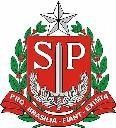 SP
PRO · BRASILIA · FIANT · EXIMIA